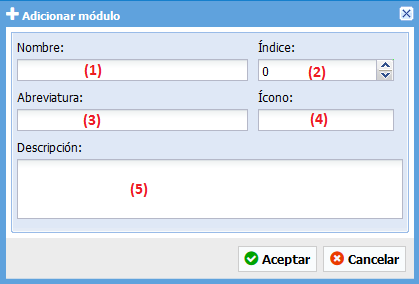 Adicionar módulo
Nombre:
Índice:
(1)
0 (2)
Abreviatura:
Ícono:
(3)
(4)
Descripción:
(5)
Aceptar
Cancelar